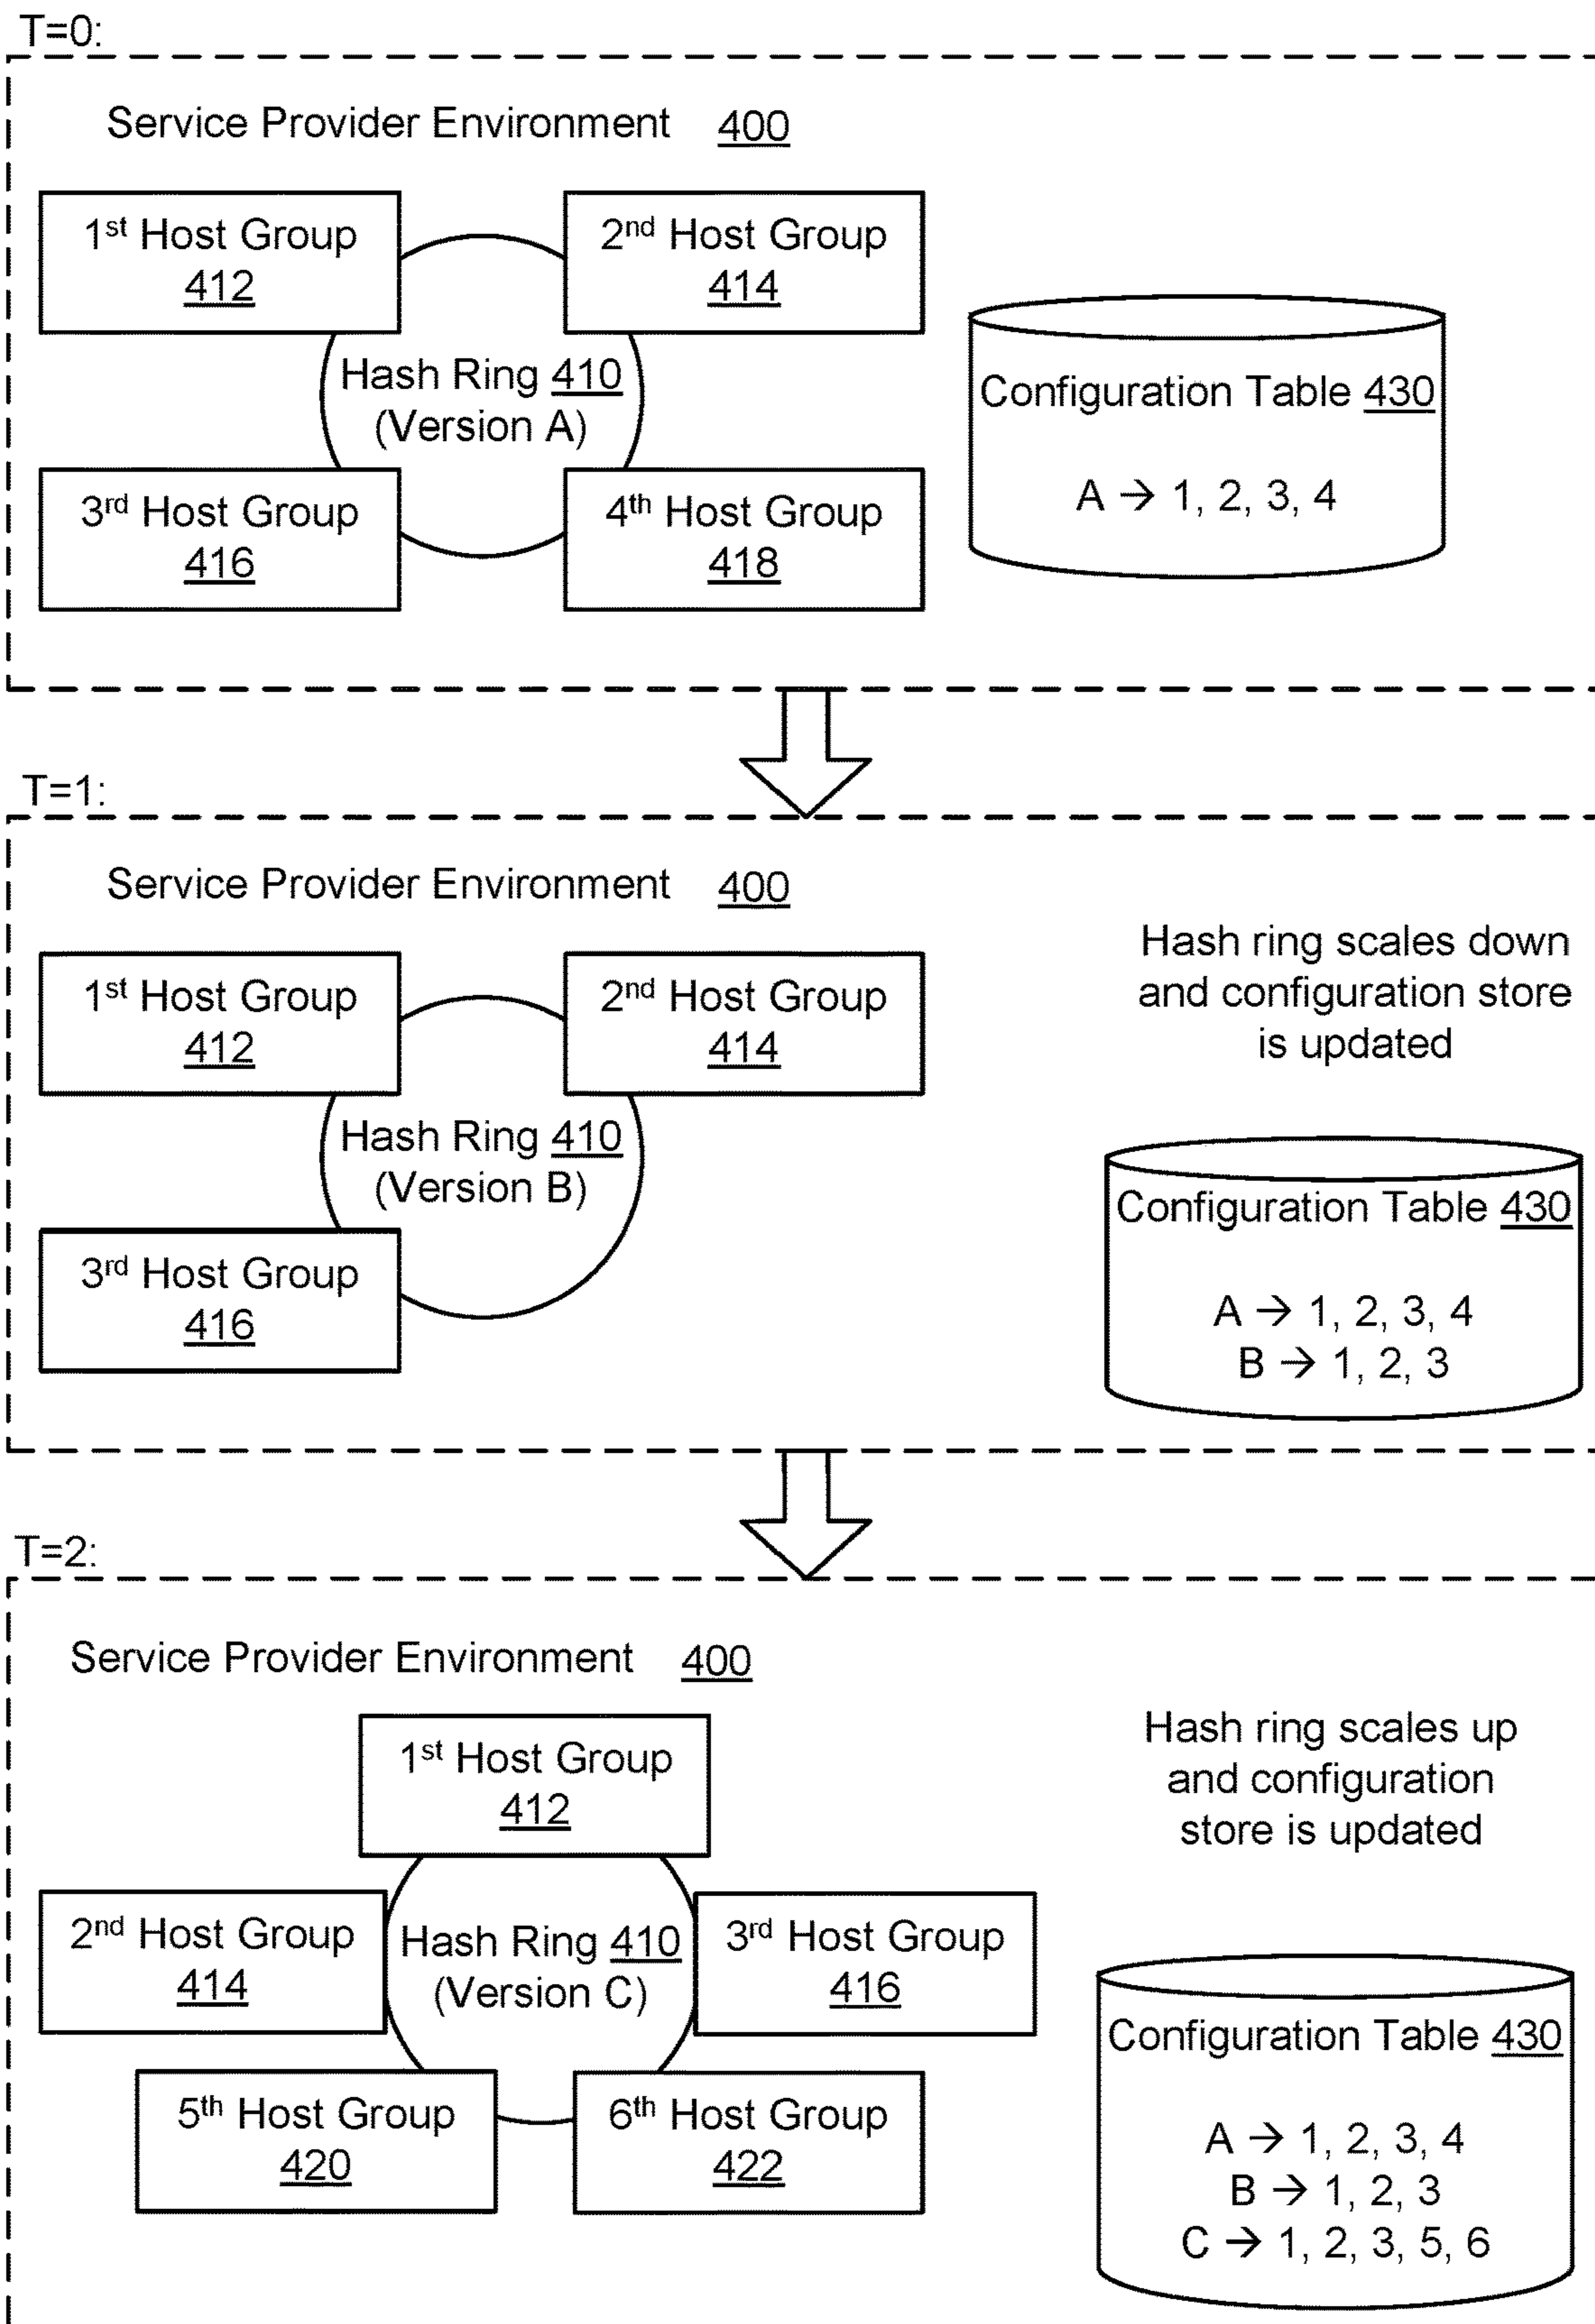 T=0:
Service Provider Environment 400
1st Host Group
412
2nd Host Group
414
Hash Ring 410
(Version A)
3rd Host Group
416
4th Host Group
418
Configuration Table 430
A → 1, 2, 3, 4
T=1:
Service Provider Environment 400
1st Host Group
412
2nd Host Group
414
Hash Ring 410
(Version B)
3rd Host Group
416
Hash ring scales down
and configuration store
is updated
Configuration Table 430
A → 1, 2, 3, 4
B → 1, 2, 3
T=2:
Service Provider Environment 400
1st Host Group
412
2nd Host Group
414
Hash Ring 410
(Version C)
3rd Host Group
416
5th Host Group
420
6th Host Group
422
Hash ring scales up
and configuration
store is updated
Configuration Table 430
A → 1, 2, 3, 4
B → 1, 2, 3
C → 1, 2, 3, 5, 6